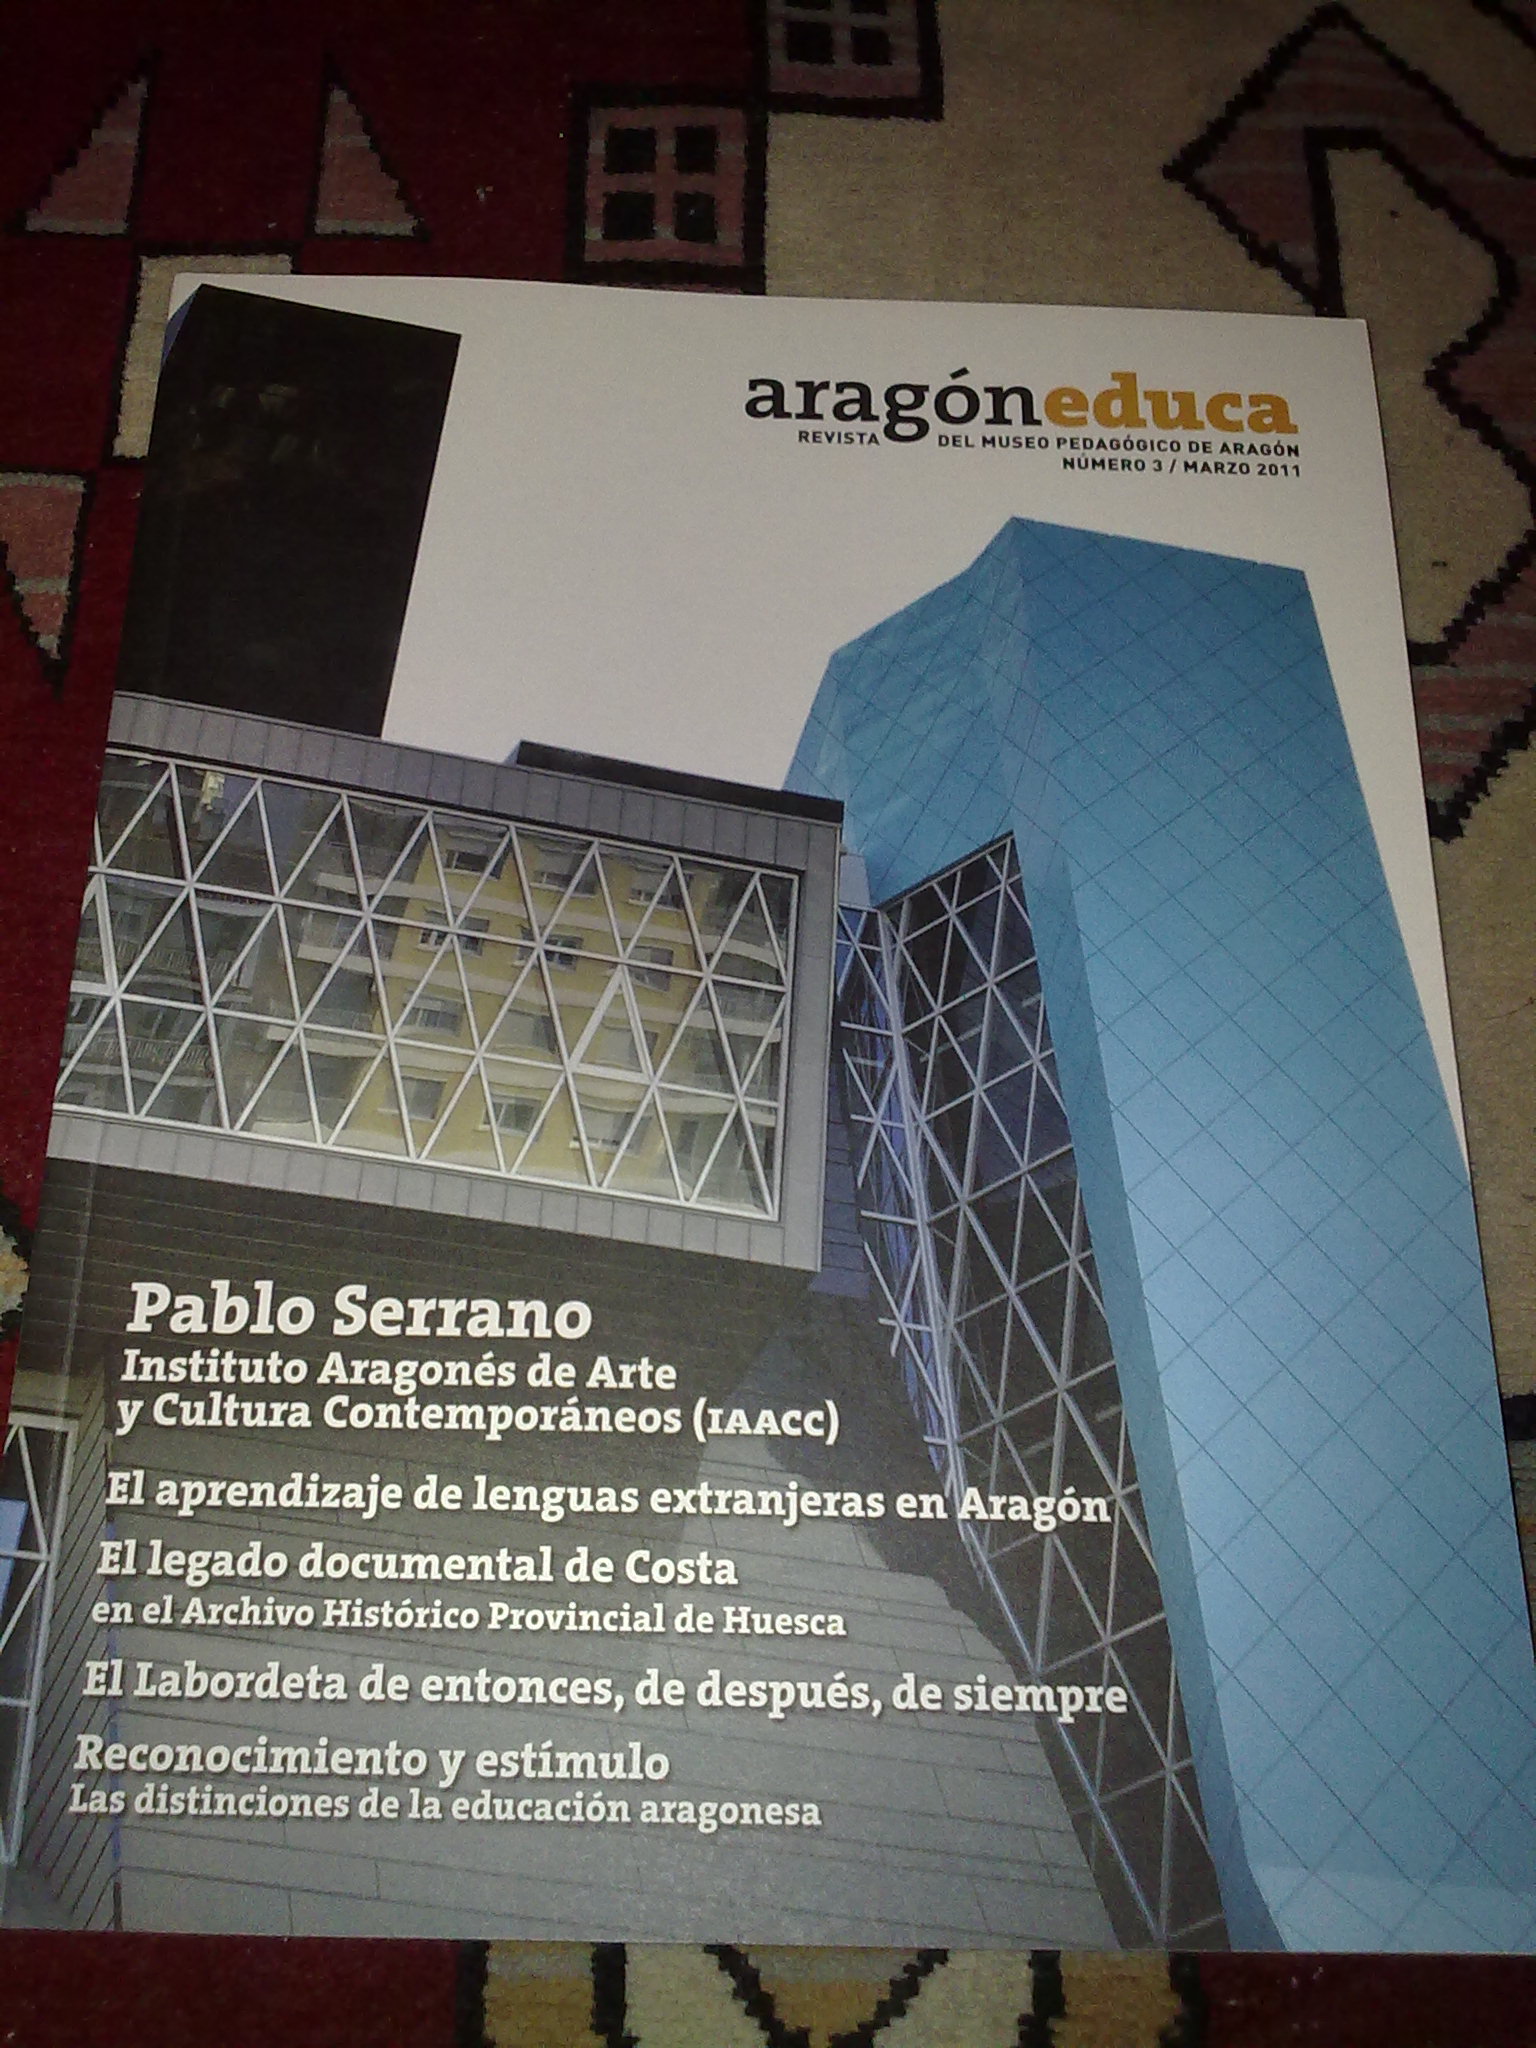 aragóneduca
REVISTA DEL MUSEO PEDAGÓGICO DE ARAGÓN
NÚMERO 3 / MARZO 2011
Pablo Serrano
Instituto Aragonés de Arte
y Cultura Contemporáneos (IAACC)
El aprendizaje de lenguas extranjeras en Aragón
El legado documental de Costa
en el Archivo Histórico Provincial de Huesca
El Labordeta de entonces, de después, de siempre
Reconocimiento y estímulo
Las distinciones de la educación aragonesa